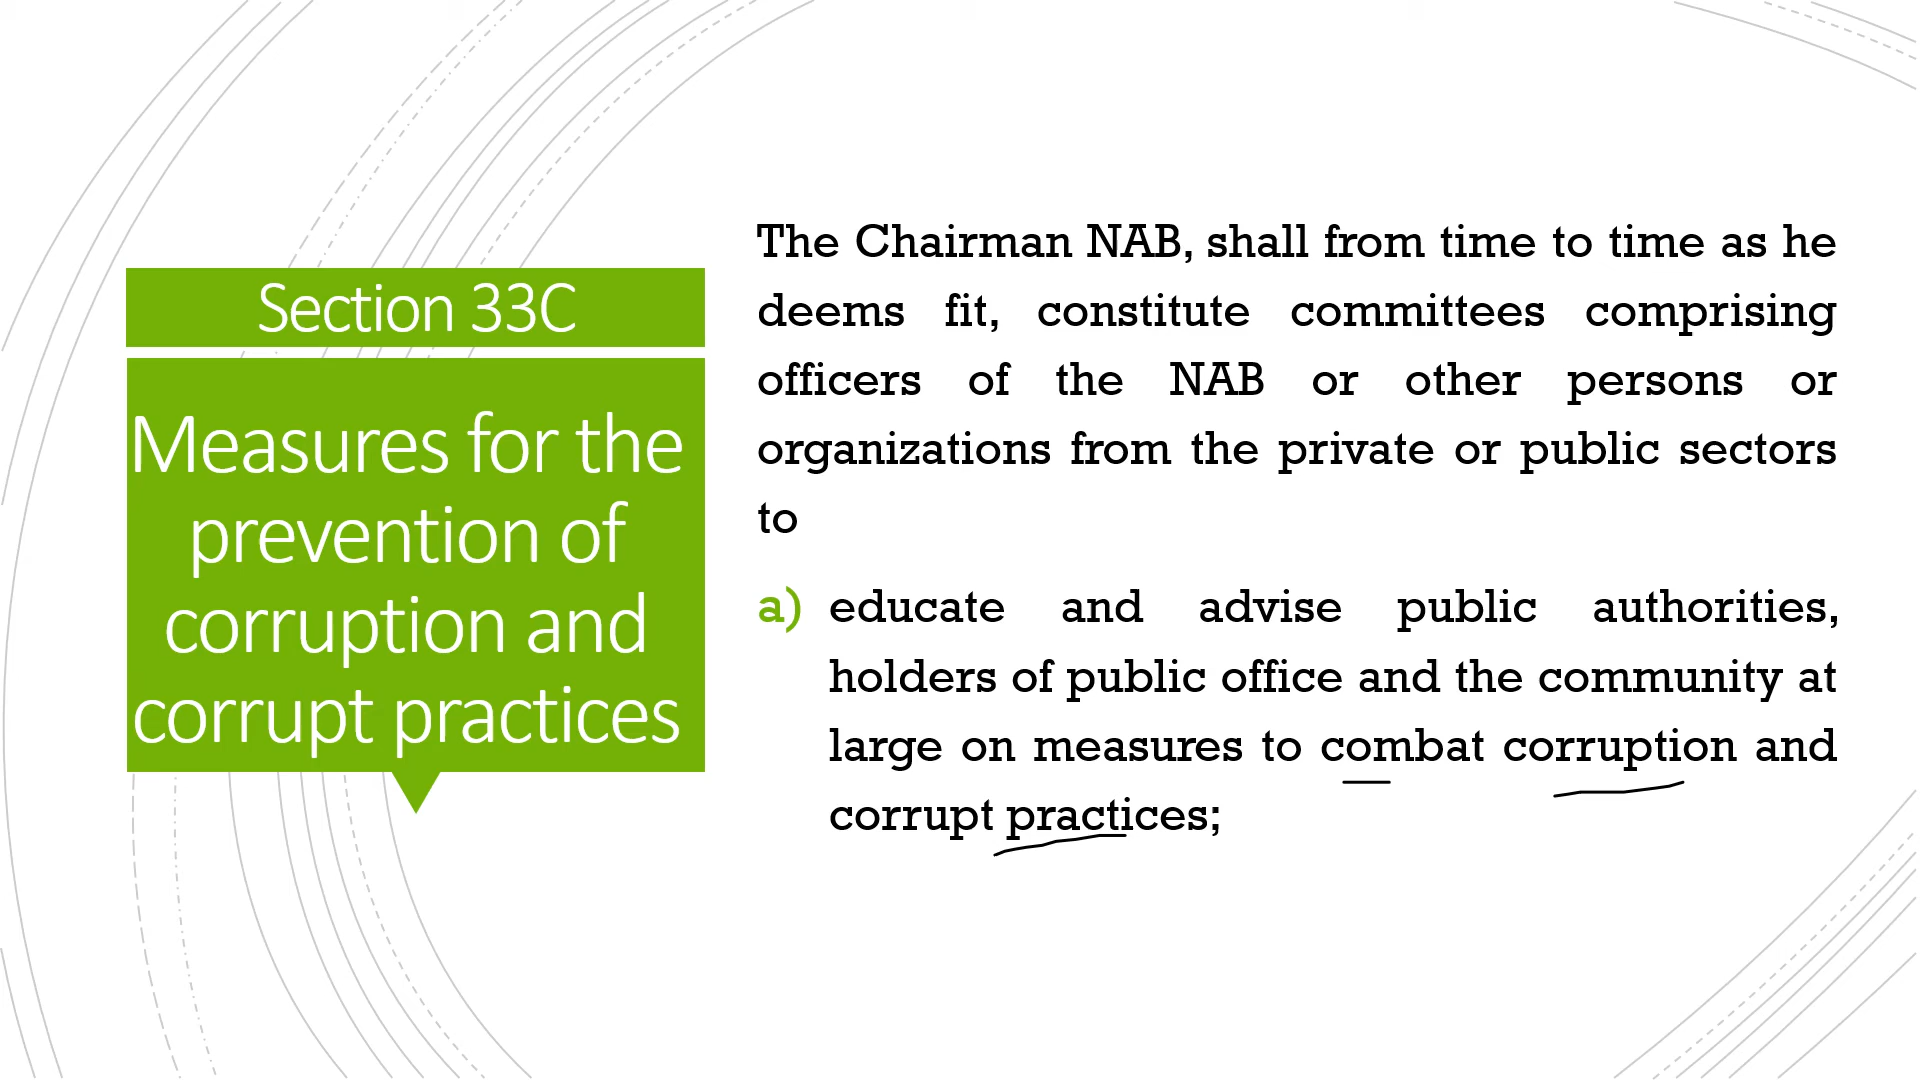 Section 33C
Measures for the
prevention of
corruption and
corrupt practices
The Chairman NAB, shall from time to time as he
deems fit, constitute committees comprising
officers of the NAB or other persons or
organizations from the private or public sectors
to
a) educate and advise public authorities,
holders of public office and the community at
large on measures to combat corruption and
corrupt practices;